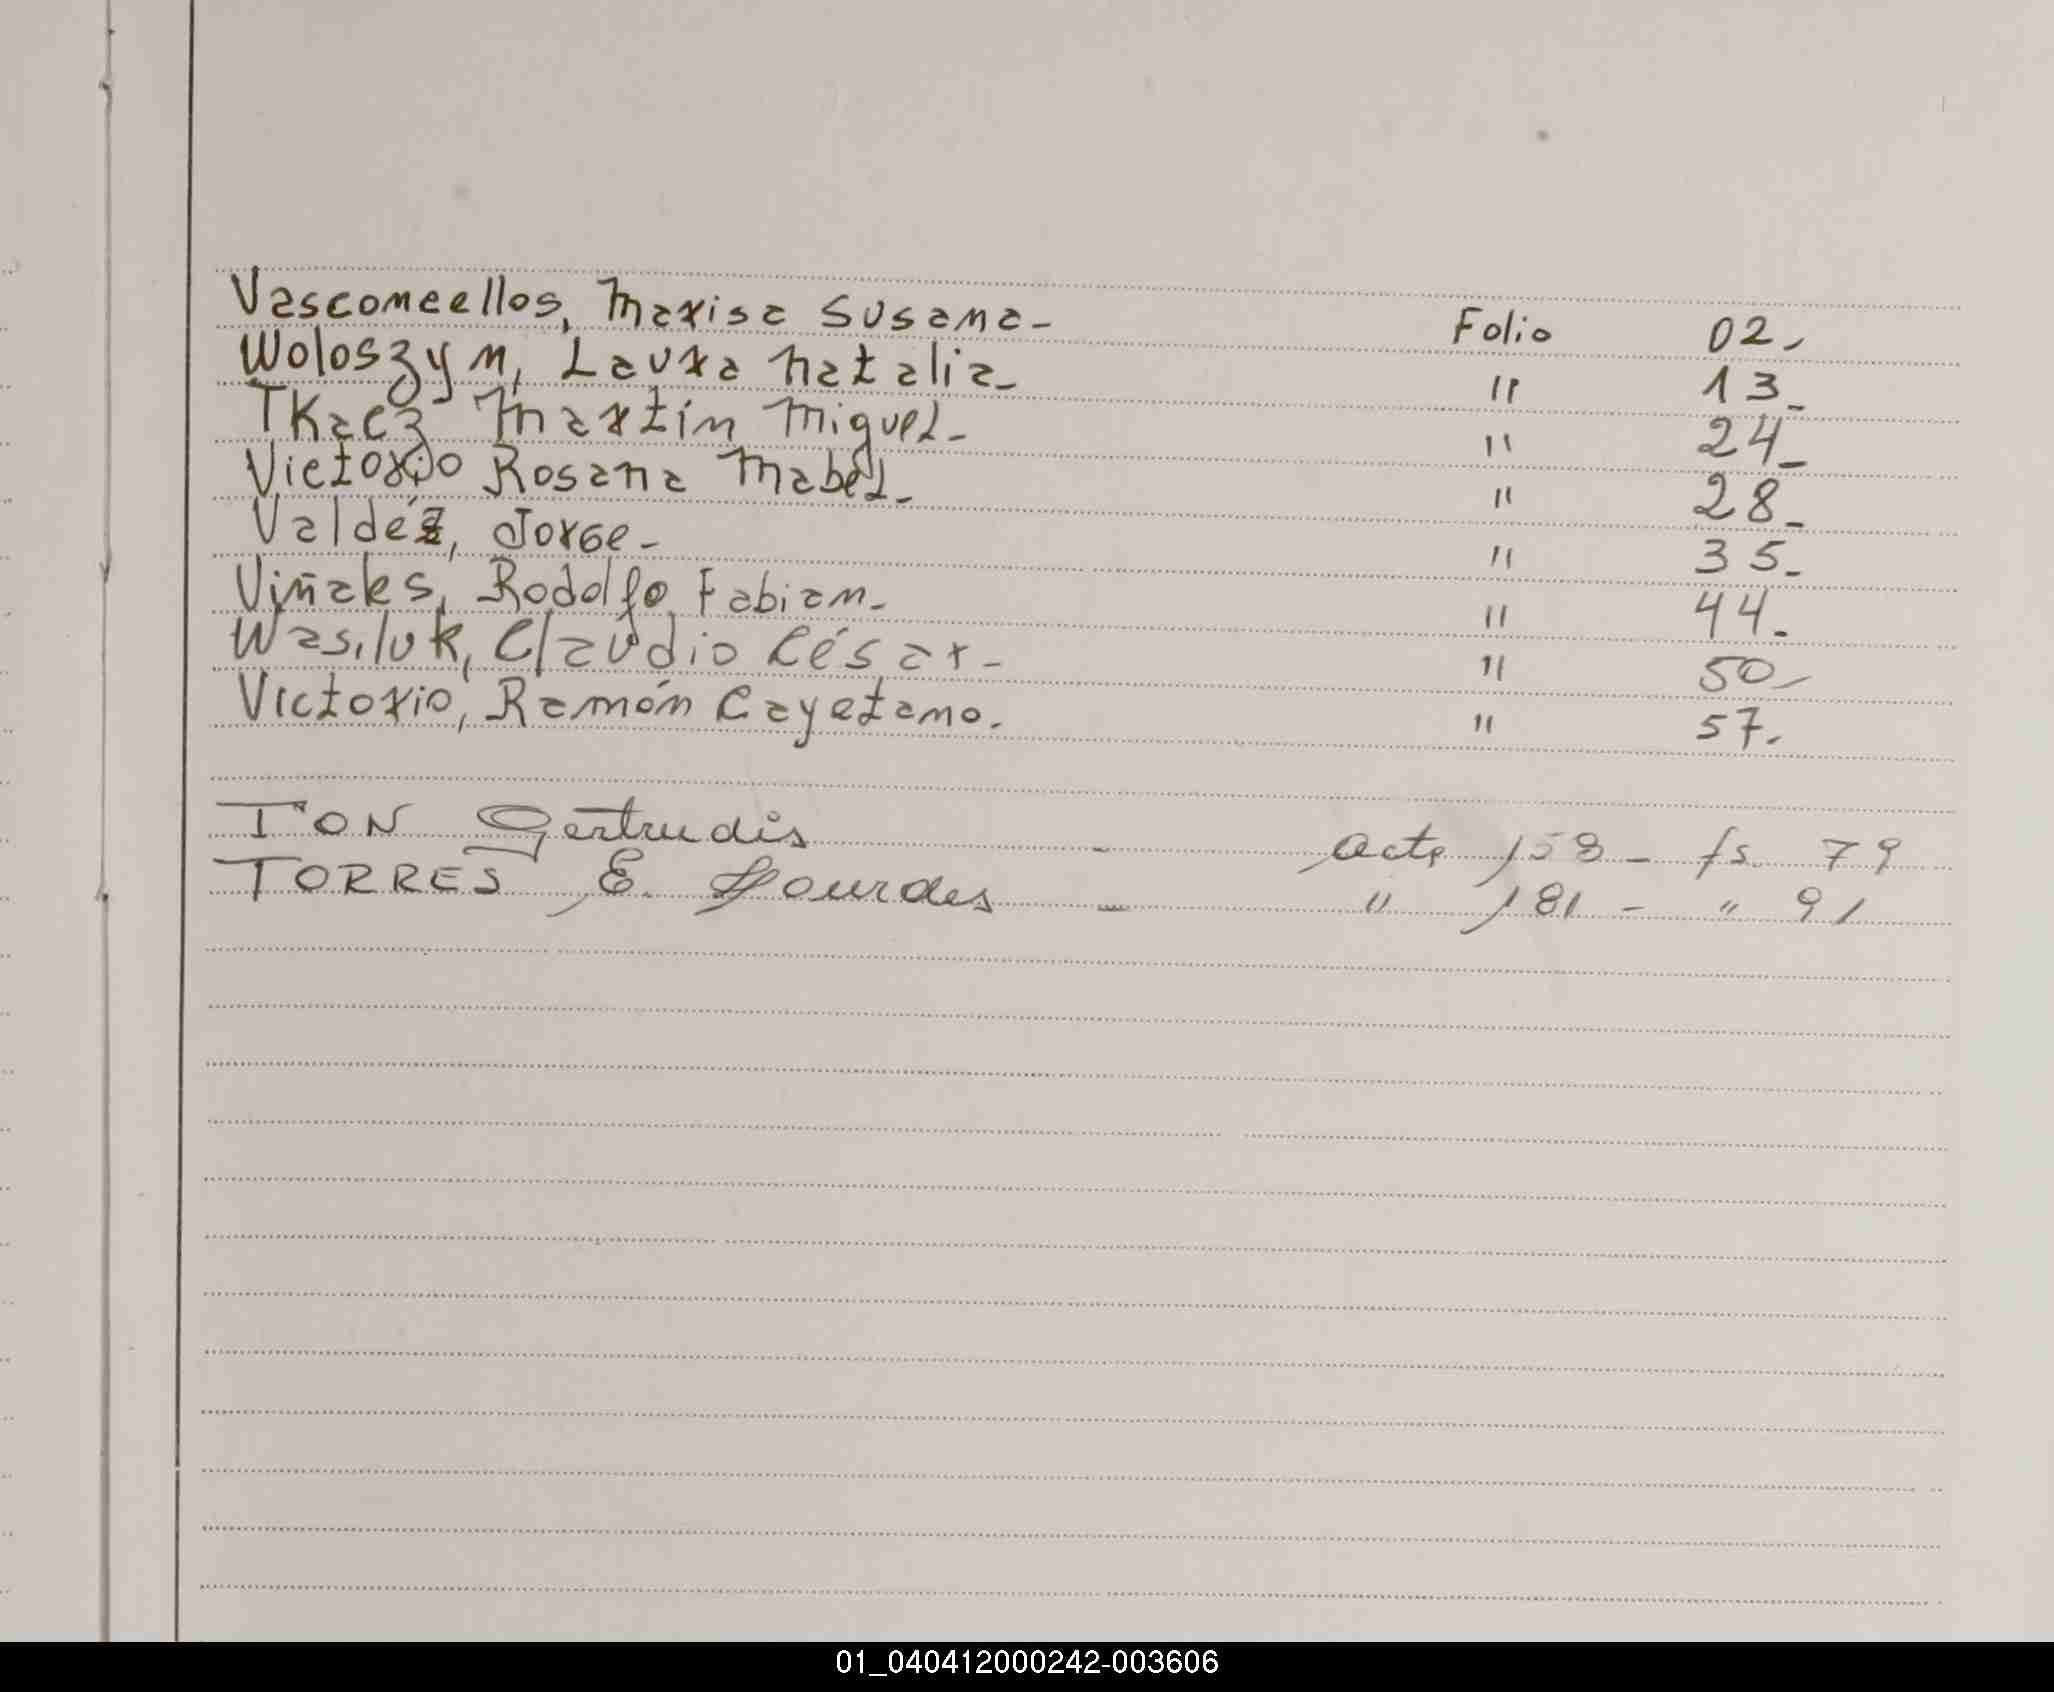 Vasconcellos, Marisa Susana- Folio 02-
Woloszyn, Laura Natalia- " 13-
Tkacz Martín Miguel- " 24-
Victorio Rosana Mabel- " 28-
Valdéz, Jorge- " 35-
Viñales, Rodolfo Fabian- " 44-
Wasiluk, Claudio César- " 50-
Victorio, Ramón Cayetano. " 57-
TON Gertrudis - Acta 158 - fs. 79
TORRES E. Lourdes - " 181 - " 91
01_040412000242-003606